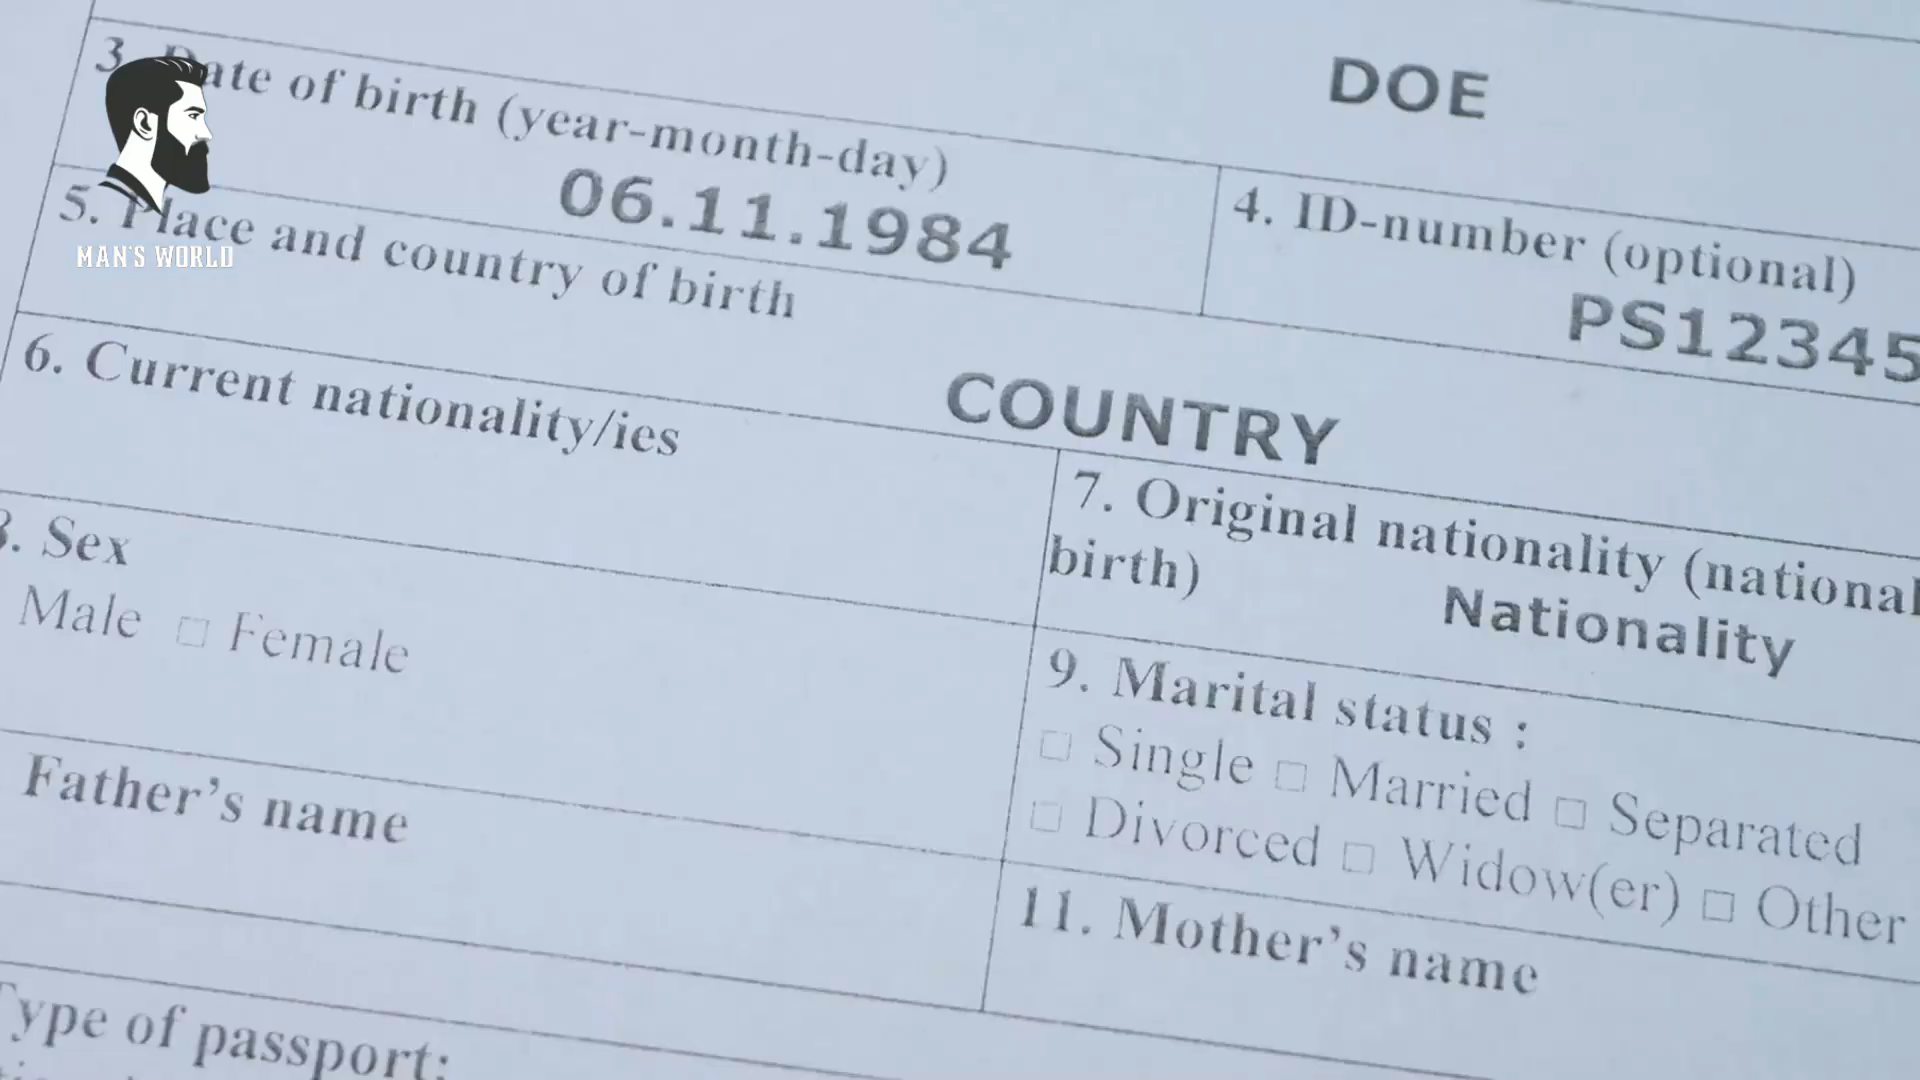 DOE
3. Date of birth (year-month-day)
06.11.1984
4. ID-number (optional)
PS12345
5. Place and country of birth
COUNTRY
6. Current nationality/ies
7. Original nationality (national
birth)
Nationality
8. Sex
Male □ Female
9. Marital status :
□ Single □ Married □ Separated
□ Divorced □ Widow(er) □ Other
Father's name
11. Mother's name
Type of passport:
MAN'S WORLD